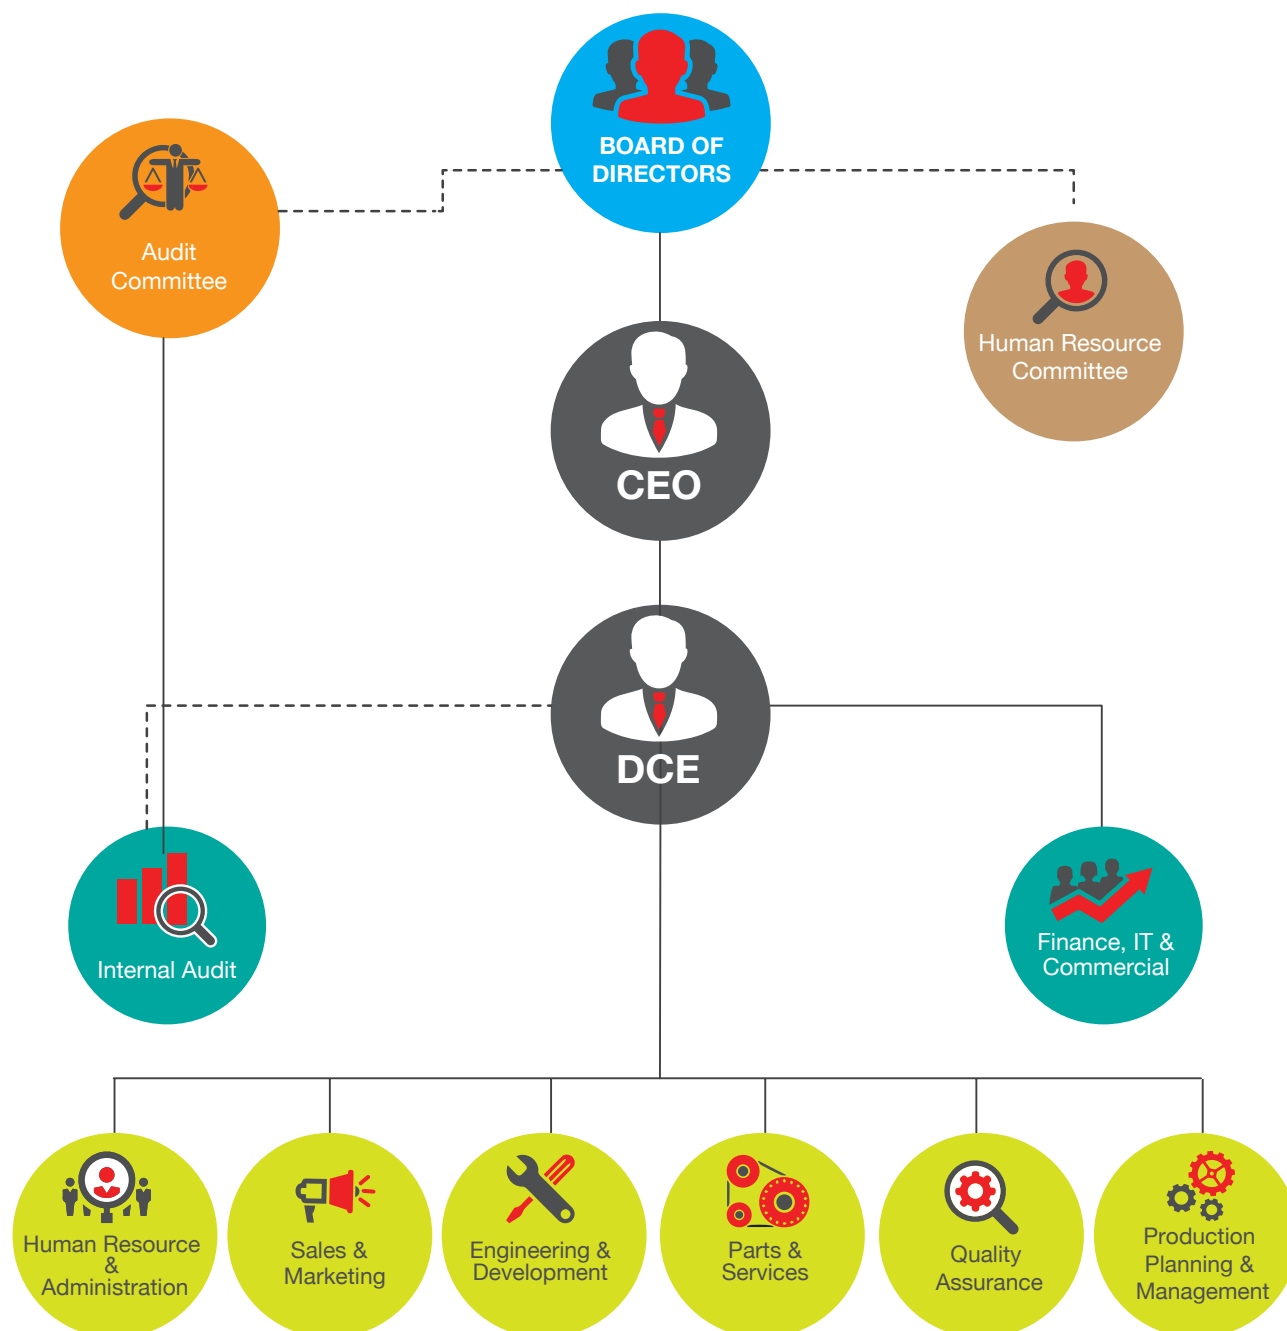 BOARD OF
DIRECTORS
Audit
Committee
Human Resource
Committee
CEO
DCE
Internal Audit
Finance, IT &
Commercial
Human Resource
&
Administration
Sales &
Marketing
Engineering &
Development
Parts &
Services
Quality
Assurance
Production
Planning &
Management